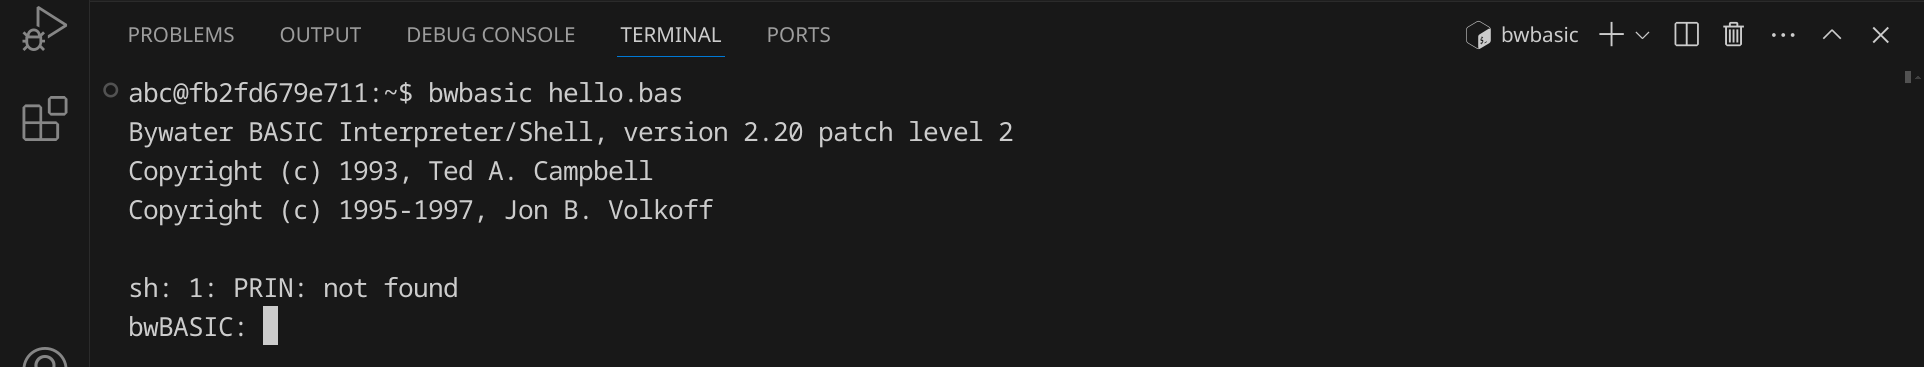 PROBLEMS OUTPUT DEBUG CONSOLE TERMINAL PORTS bwbasic
abc@fb2fd679e711:~$ bwbasic hello.bas
Bywater BASIC Interpreter/Shell, version 2.20 patch level 2
Copyright (c) 1993, Ted A. Campbell
Copyright (c) 1995-1997, Jon B. Volkoff
sh: 1: PRIN: not found
bwBASIC: